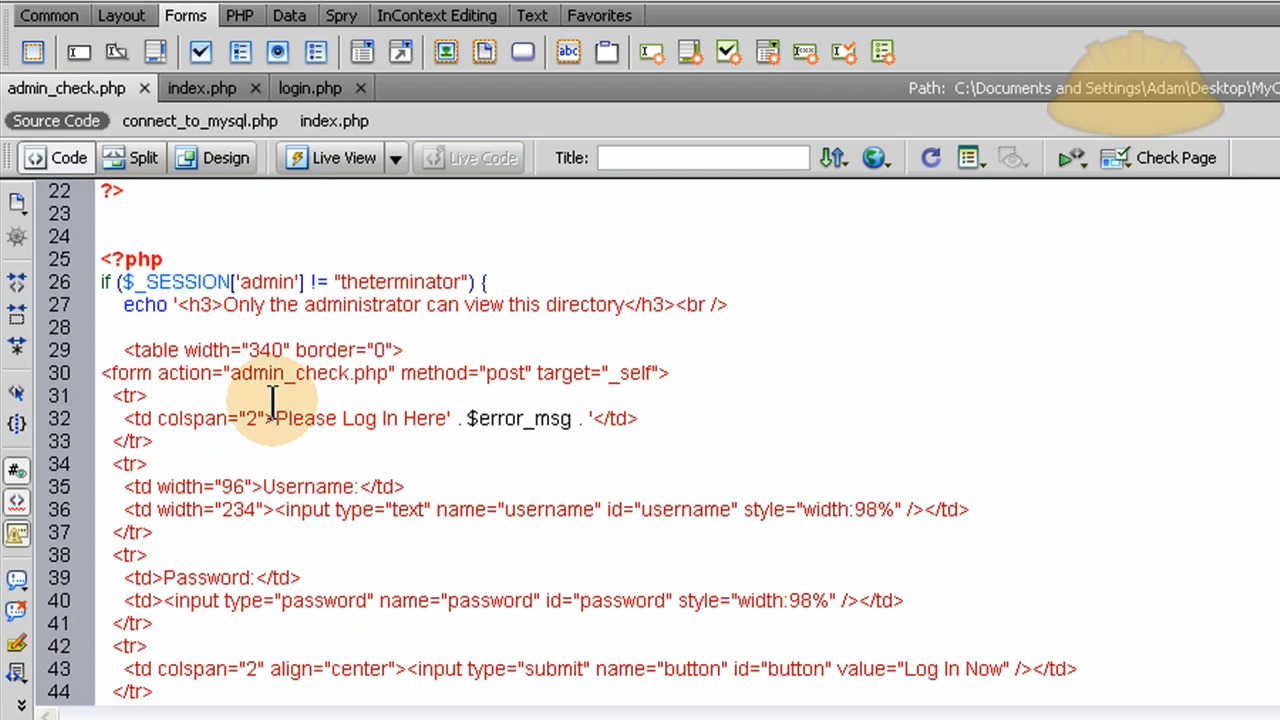 Common Layout Forms PHP Data Spry InContext Editing Text Favorites
abc
admin_check.php index.php login.php Path: C:\Documents and Settings\Adam\Desktop\MyC
Source Code connect_to_mysql.php index.php
Code Split Design Live View Live Code Title: Check Page
22 ?>
23
24
25 <?php
26 if ($_SESSION['admin'] != "theterminator") {
27 echo '<h3>Only the administrator can view this directory</h3><br />
28
29 <table width="340" border="0">
30 <form action="admin_check.php" method="post" target="_self">
31 <tr>
32 <td colspan="2">Please Log In Here' . $error_msg . '</td>
33 </tr>
34 <tr>
35 <td width="96">Username:</td>
36 <td width="234"><input type="text" name="username" id="username" style="width:98%" /></td>
37 </tr>
38 <tr>
39 <td>Password:</td>
40 <td><input type="password" name="password" id="password" style="width:98%" /></td>
41 </tr>
42 <tr>
43 <td colspan="2" align="center"><input type="submit" name="button" id="button" value="Log In Now" /></td>
44 </tr>